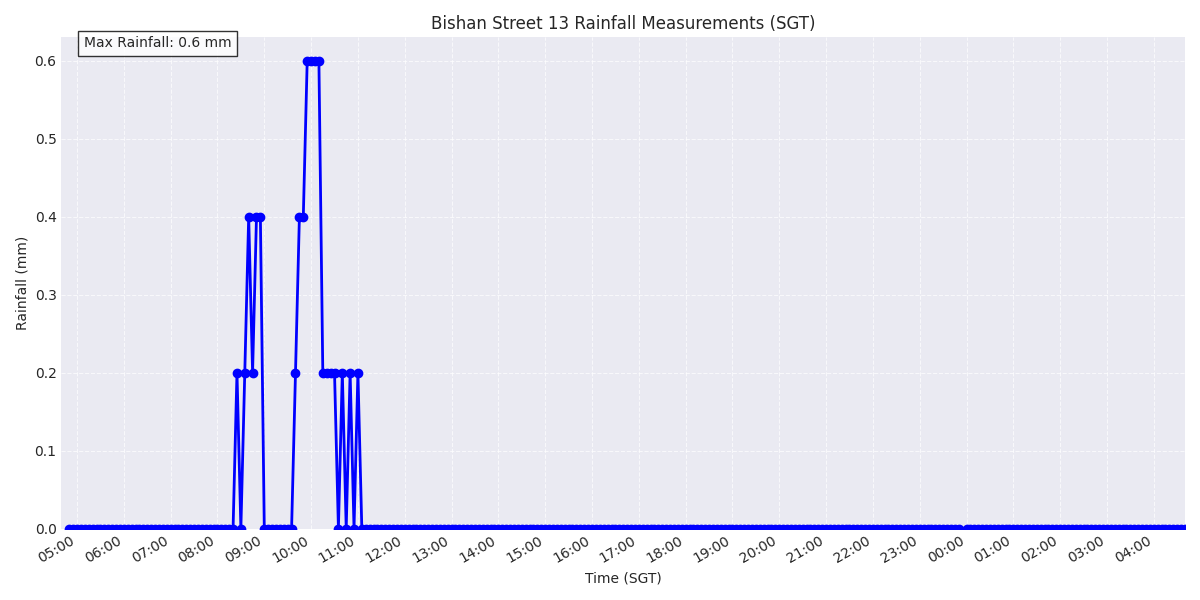 Bishan Street 13 Rainfall Measurements (SGT)
Max Rainfall: 0.6 mm
Rainfall (mm)
0.6
0.5
0.4
0.3
0.2
0.1
0.0
05:00 06:00 07:00 08:00 09:00 10:00 11:00 12:00 13:00 14:00 15:00 16:00 17:00 18:00 19:00 20:00 21:00 22:00 23:00 00:00 01:00 02:00 03:00 04:00
Time (SGT)